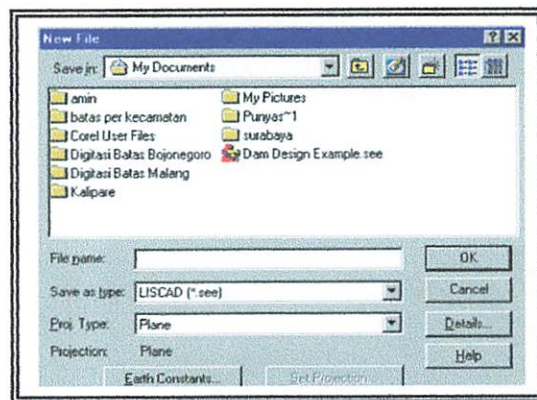 New File
Save in: My Documents
amin
batas per kecamatan
Corel User Files
Digitasi Batas Bojonegoro
Digitasi Batas Malang
Kalipare
My Pictures
Punyas~1
surabaya
Dam Design Example.see
File name:
OK
Save as type: LISCAD (*.see)
Cancel
Proj. Type: Plane
Details...
Projection: Plane
Help
Earth Constants...
Set Projection...